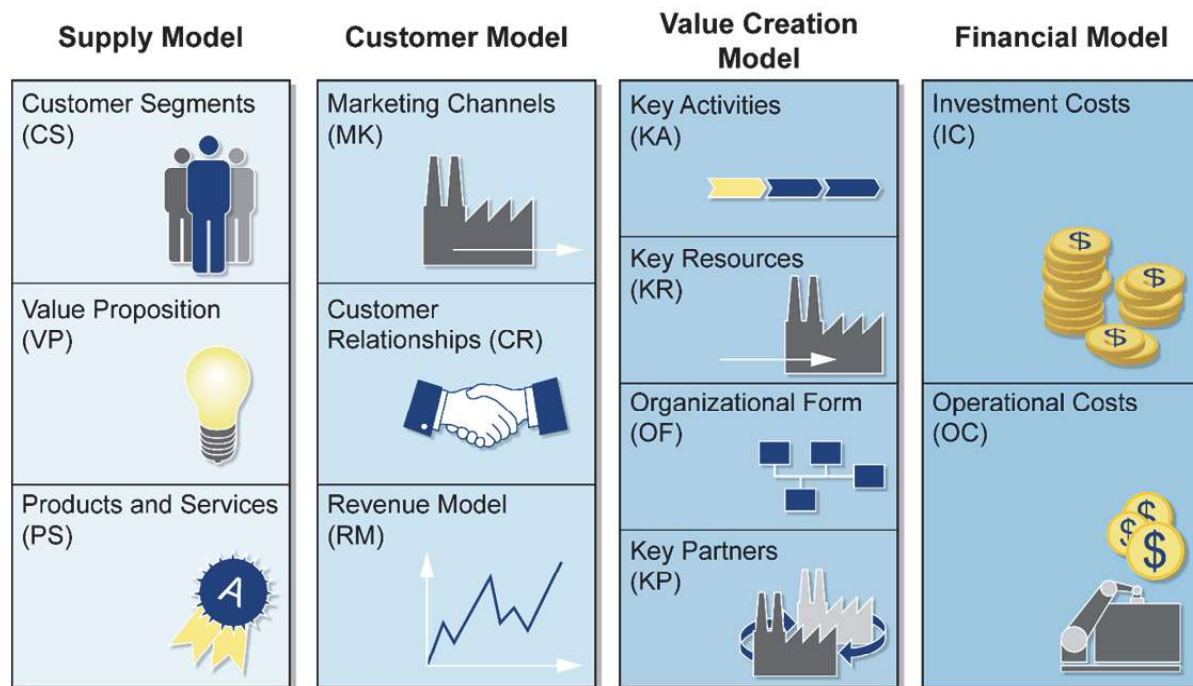 Supply Model
Customer Segments
(CS)
Value Proposition
(VP)
Products and Services
(PS)
A
Customer Model
Marketing Channels
(MK)
Customer
Relationships (CR)
Revenue Model
(RM)
Value Creation
Model
Key Activities
(KA)
Key Resources
(KR)
Organizational Form
(OF)
Key Partners
(KP)
Financial Model
Investment Costs
(IC)
$
$
$
Operational Costs
(OC)
$
$
$